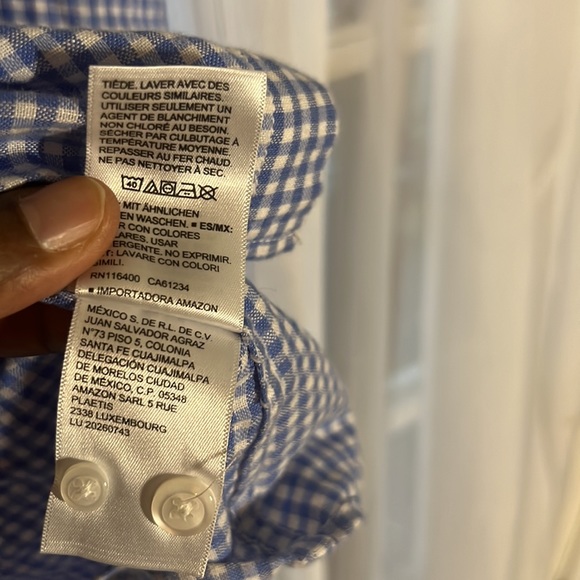 TIÈDE. LAVER AVEC DES
COULEURS SIMILAIRES.
UTILISER SEULEMENT UN
AGENT DE BLANCHIMENT
NON CHLORÉ AU BESOIN.
SÉCHER PAR CULBUTAGE À
TEMPÉRATURE MOYENNE.
REPASSER AU FER CHAUD.
NE PAS NETTOYER À SEC.
40
MIT ÄHNLICHEN
EN WASCHEN. ■ ES/MX:
R CON COLORES
LARES. USAR
ERGENTE. NO EXPRIMIR.
T: LAVARE CON COLORI
SIMILI.
RN116400 CA61234
■ IMPORTADORA AMAZON
MÉXICO S. DE R.L. DE C.V.
JUAN SALVADOR AGRAZ
N°73 PISO 5, COLONIA
SANTA FE CUAJIMALPA
DELEGACIÓN CUAJIMALPA
DE MORELOS CIUDAD
DE MÉXICO, C.P. 05348
AMAZON SARL 5 RUE
PLAETIS
2338 LUXEMBOURG
LU 20260743